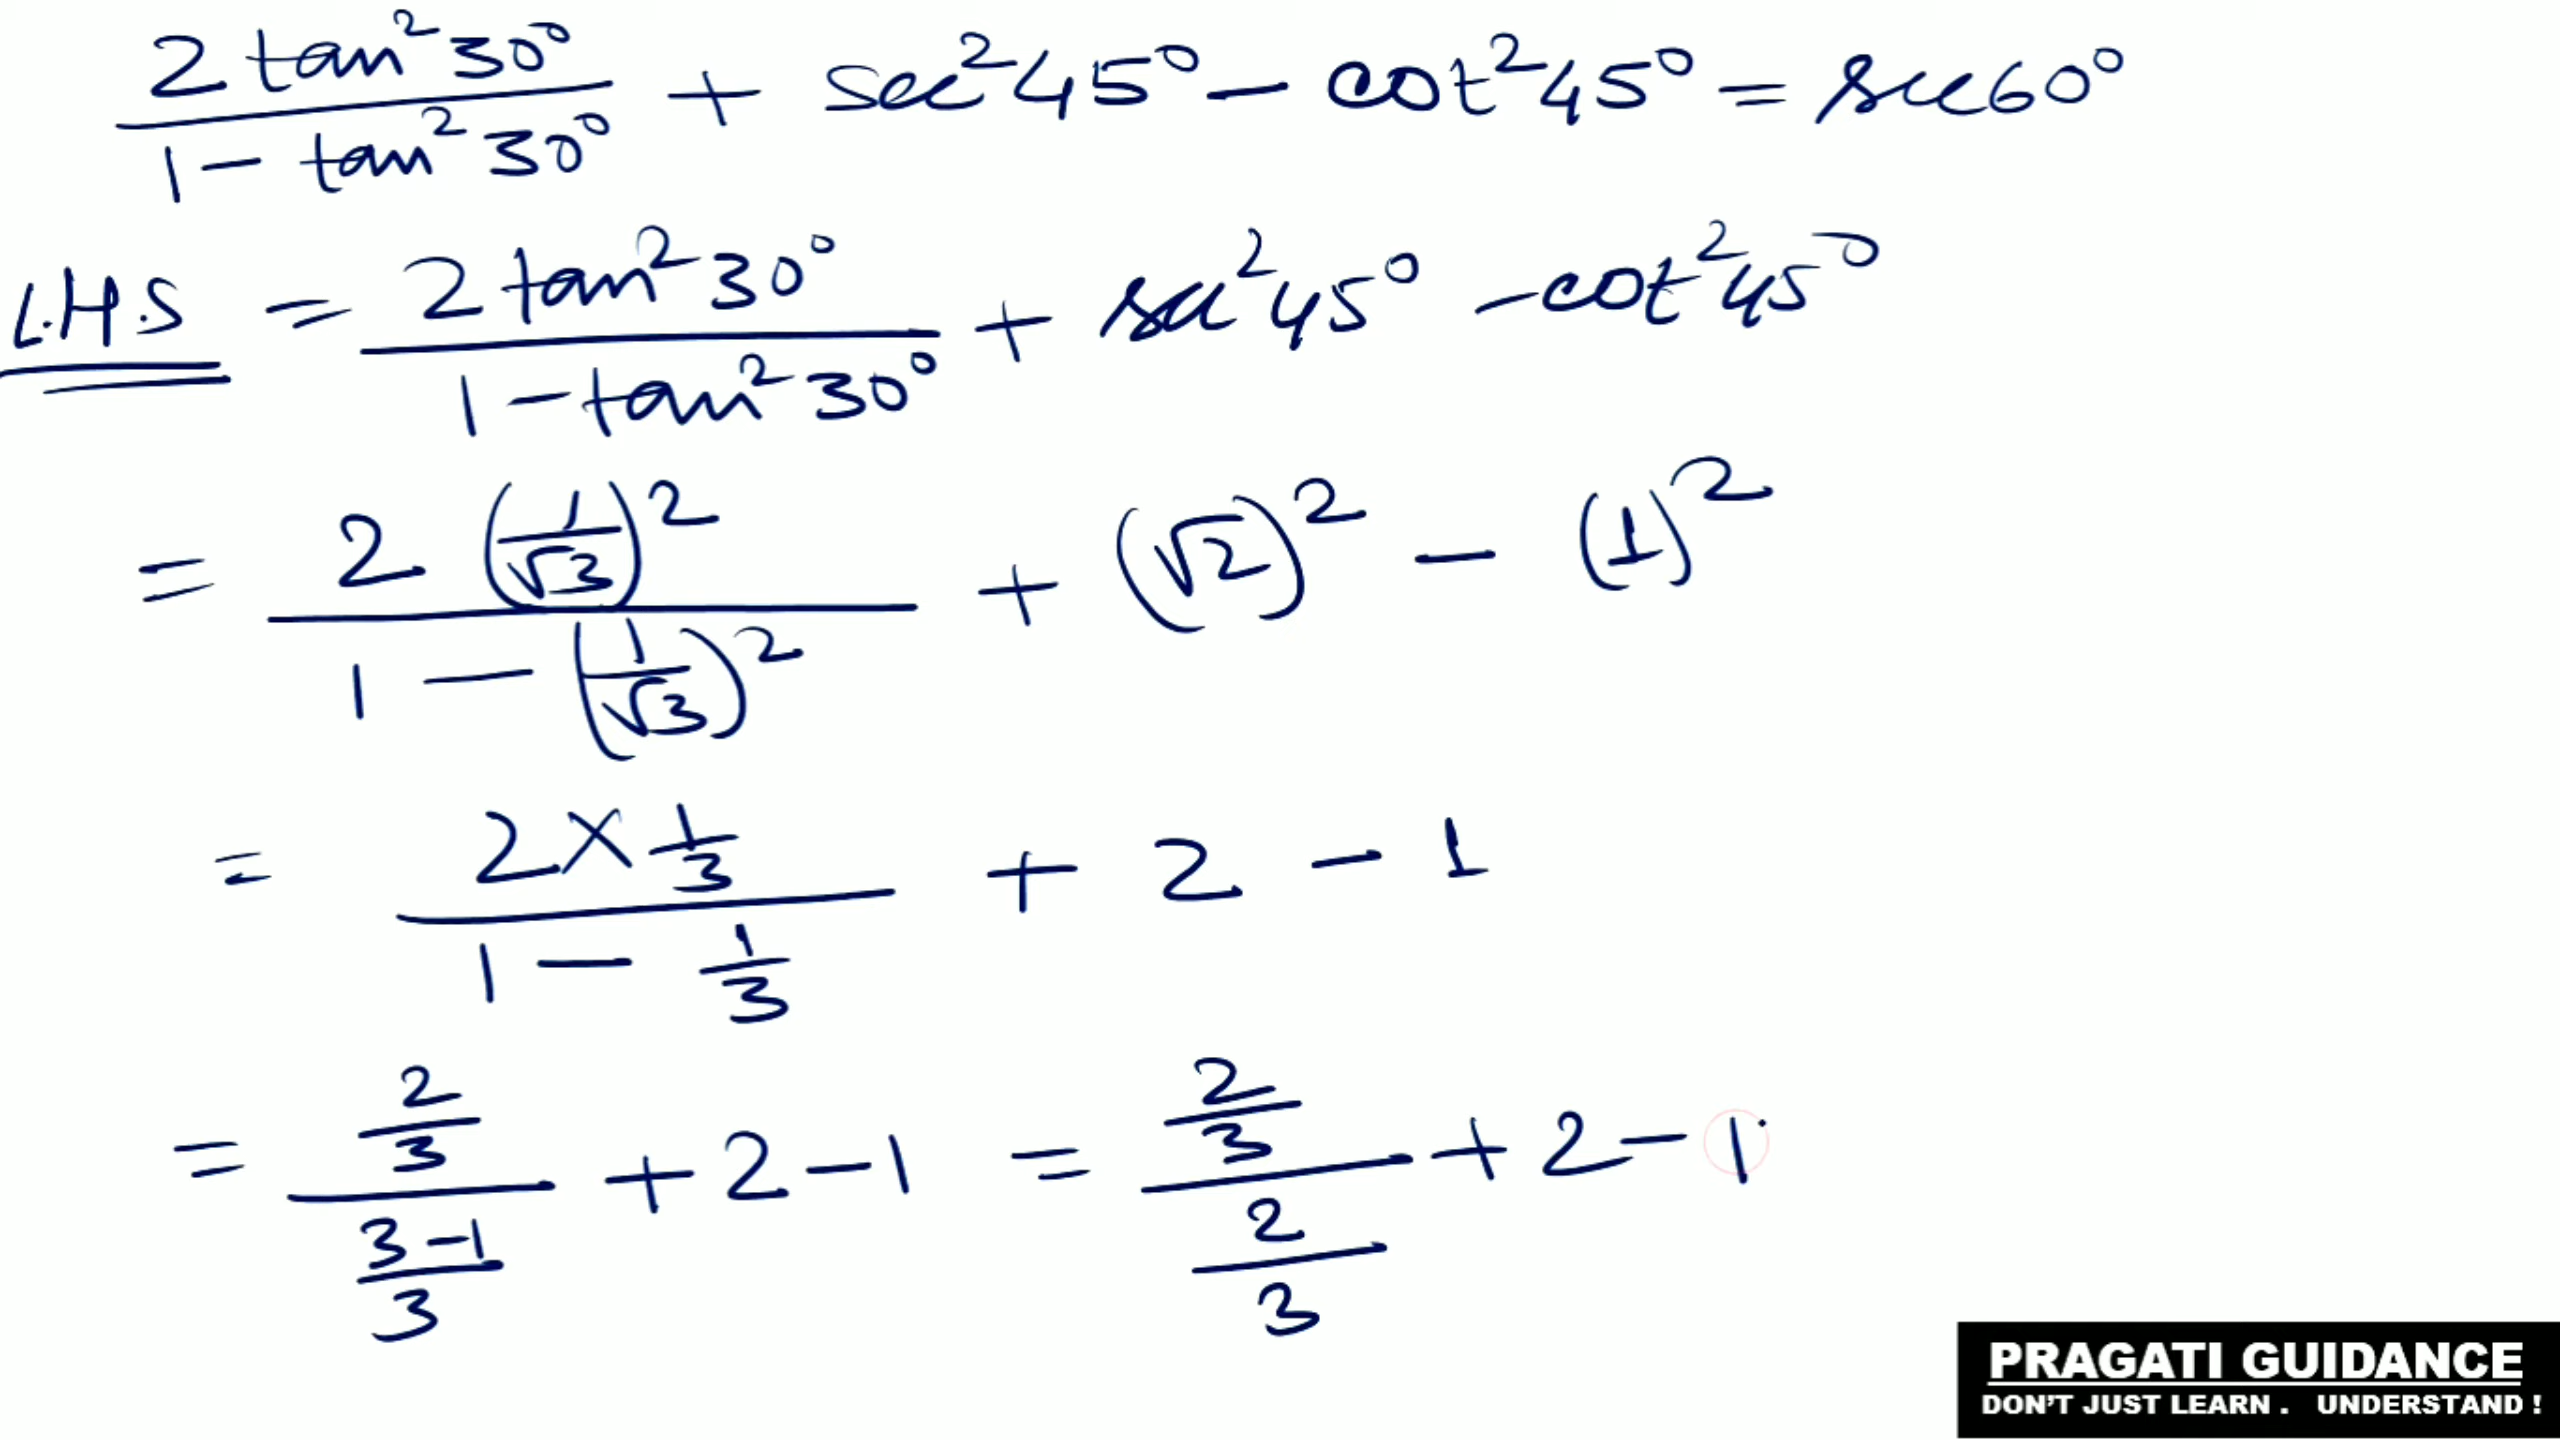 2 tan²30° / 1 - tan²30° + sec²45° - cot²45° = sec60°
L.H.S = 2 tan²30° / 1 - tan²30° + sec²45° - cot²45°
= 2 (1/√3)² / 1 - (1/√3)² + (√2)² - (1)²
= 2 × 1/3 / 1 - 1/3 + 2 - 1
= 2/3 / 3-1/3 + 2 - 1 = 2/3 / 2/3 + 2 - 1
PRAGATI GUIDANCE
DON'T JUST LEARN. UNDERSTAND!